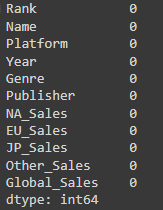 Rank 0
Name 0
Platform 0
Year 0
Genre 0
Publisher 0
NA_Sales 0
EU_Sales 0
JP_Sales 0
Other_Sales 0
Global_Sales 0
dtype: int64